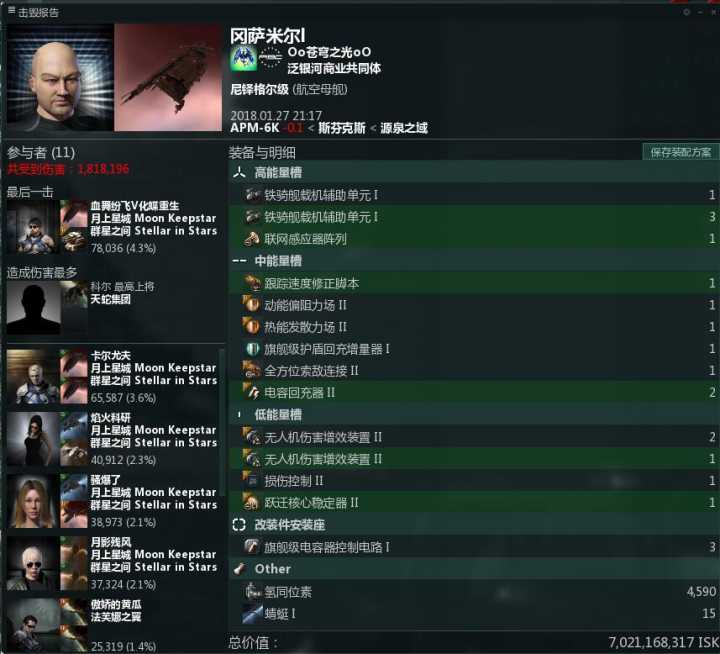 击毁报告
冈萨米尔I
Oo苍穹之光oO
泛银河商业共同体
尼铎格尔级 (航空母舰)
2018.01.27 21:17
APM-6K -0.1 < 斯芬克斯 < 源泉之域
参与者 (11)
共受到伤害：1,818,196
最后一击
血舞纷飞V化蝶重生
月上星城 Moon Keepstar
群星之间 Stellar in Stars
78,036 (4.3%)
造成伤害最多
科尔 最高上将
天蛇集团
卡尔尤夫
月上星城 Moon Keepstar
群星之间 Stellar in Stars
65,587 (3.6%)
焰火科研
月上星城 Moon Keepstar
群星之间 Stellar in Stars
40,912 (2.3%)
骚爆了
月上星城 Moon Keepstar
群星之间 Stellar in Stars
38,973 (2.1%)
月影残风
月上星城 Moon Keepstar
群星之间 Stellar in Stars
37,324 (2.1%)
傲娇的黄瓜
法芙娜之翼
25,319 (1.4%)
装备与明细
保存装配方案
高能量槽
铁骑舰载机辅助单元 I 1
铁骑舰载机辅助单元 I 3
联网感应器阵列 1
中能量槽
跟踪速度修正脚本 1
动能偏阻力场 II 1
热能发散力场 II 1
旗舰级护盾回充增量器 I 1
全方位索敌连接 II 1
电容回充器 II 2
低能量槽
无人机伤害增效装置 II 2
无人机伤害增效装置 II 1
损伤控制 II 1
跃迁核心稳定器 II 1
改装件安装座
旗舰级电容器控制电路 I 3
Other
氢同位素 4,590
蜻蜓 I 15
总价值： 7,021,168,317 ISK